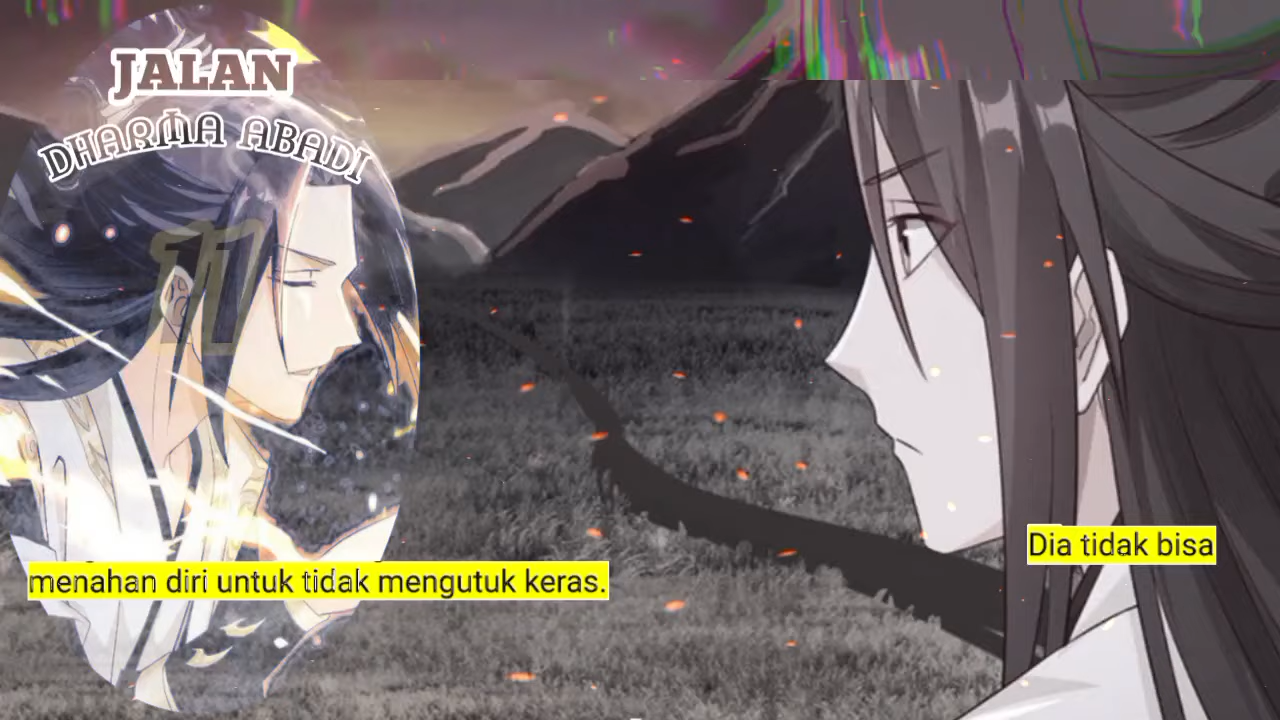 JALAN
DHARMA ABADI
Dia tidak bisa
menahan diri untuk tidak mengutuk keras.